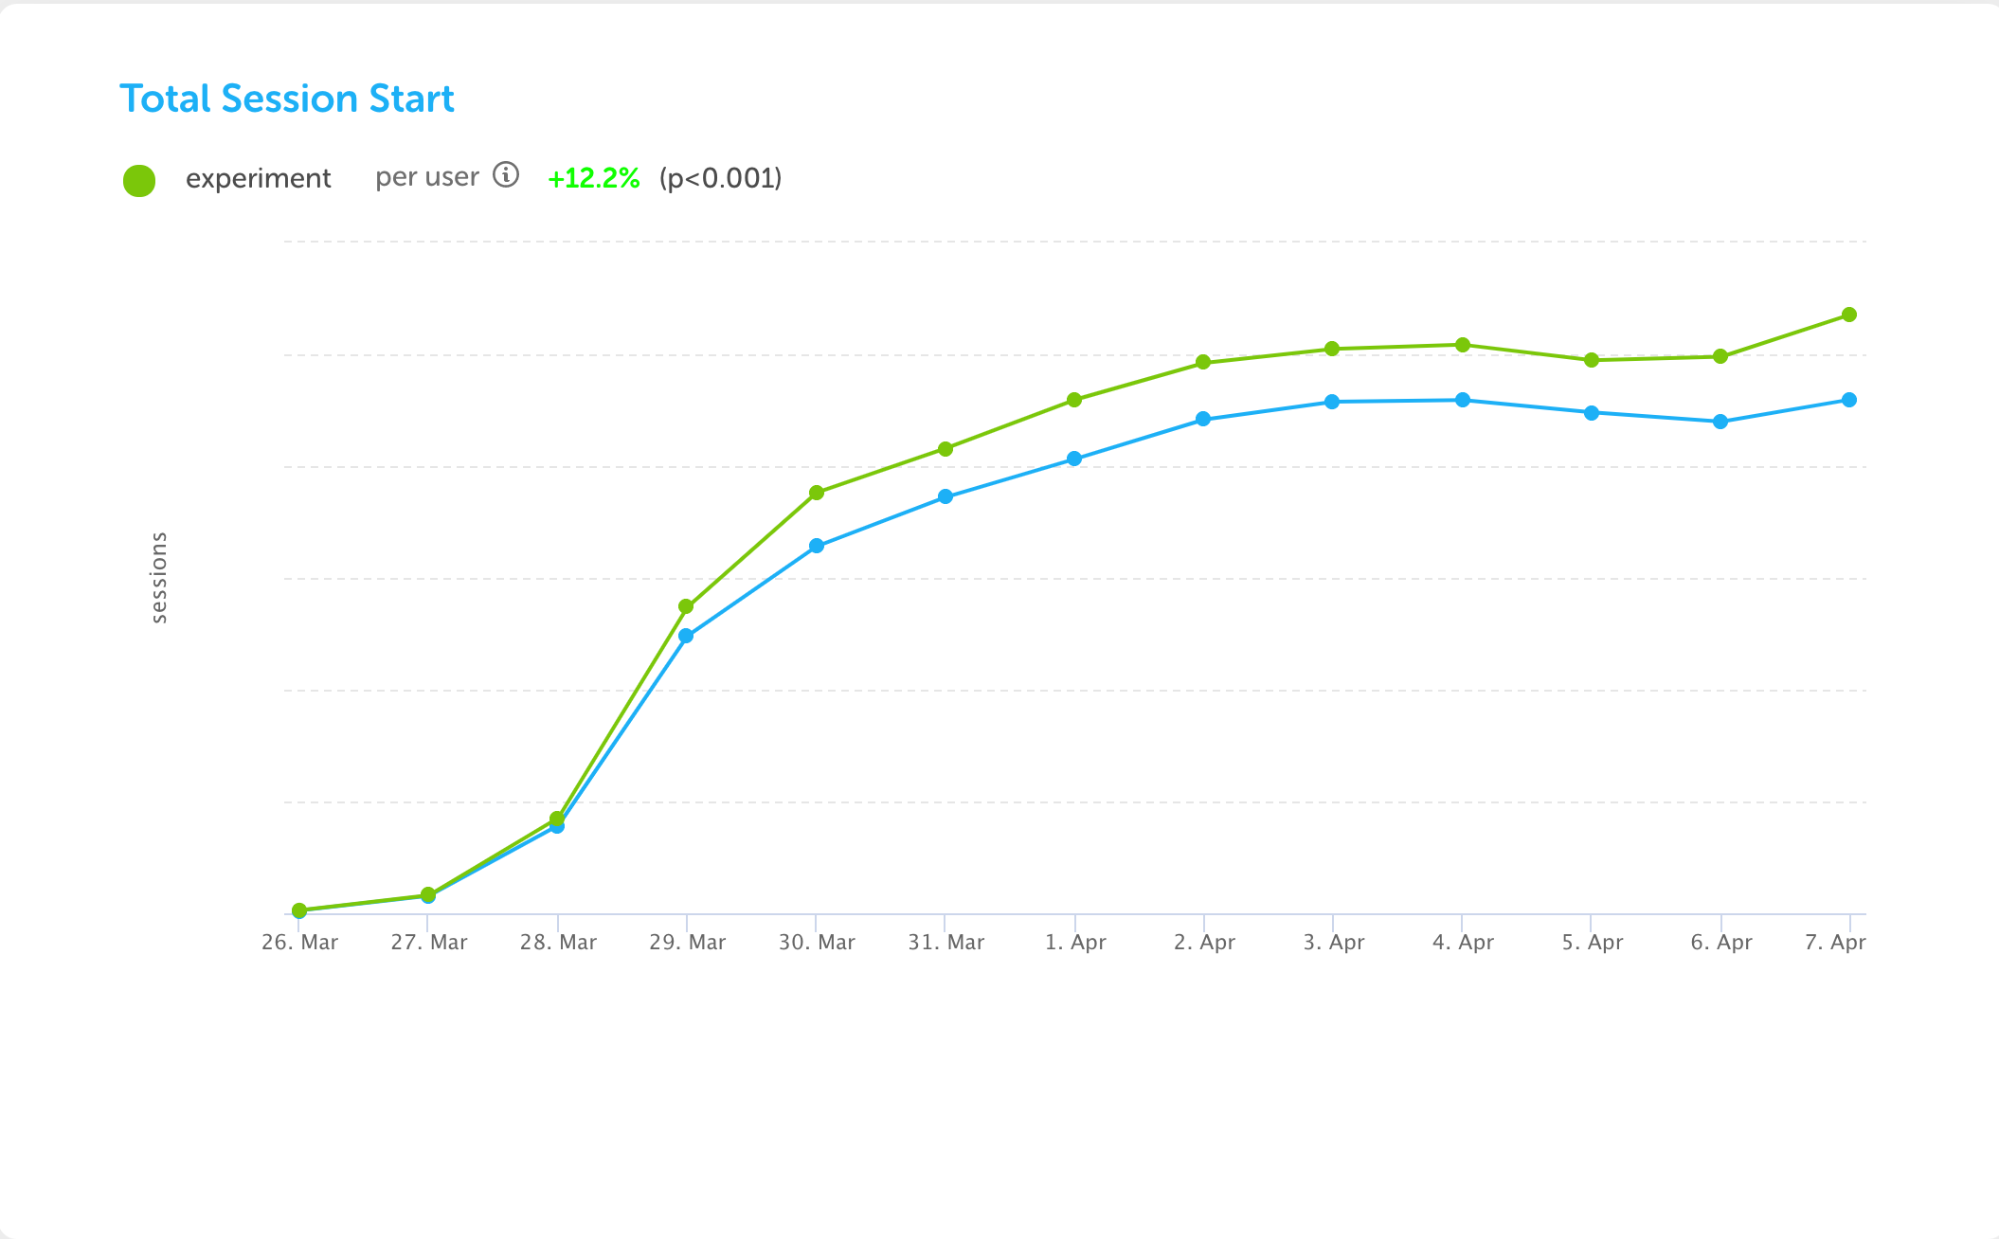 Total Session Start
experiment per user +12.2% (p<0.001)
sessions
26. Mar 27. Mar 28. Mar 29. Mar 30. Mar 31. Mar 1. Apr 2. Apr 3. Apr 4. Apr 5. Apr 6. Apr 7. Apr